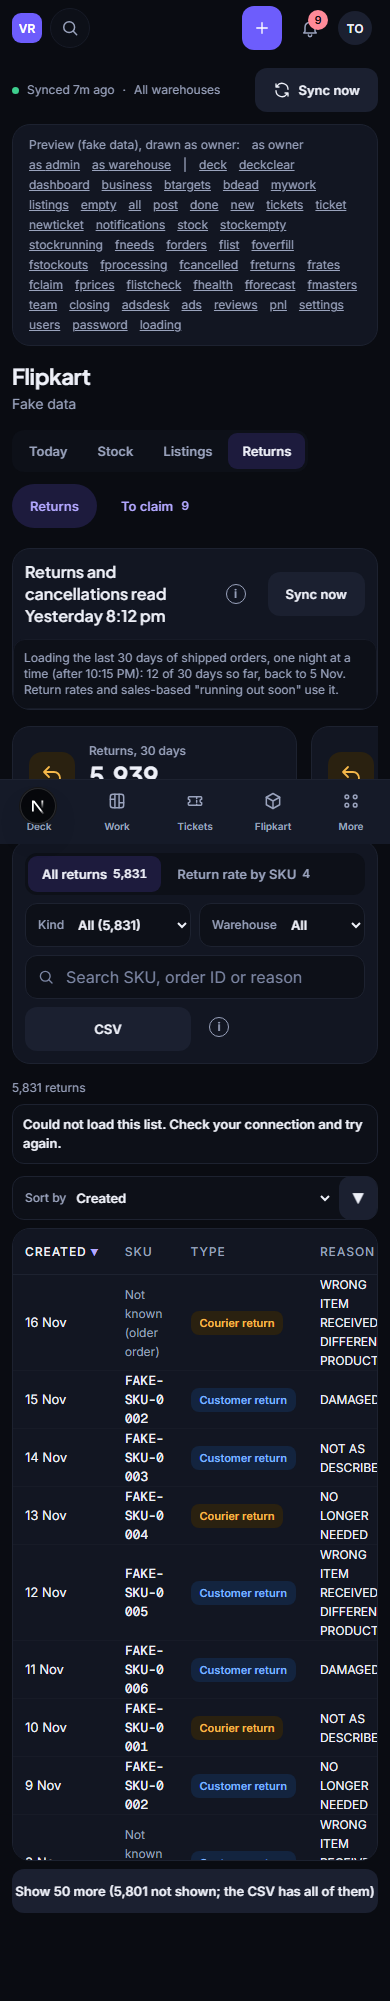 VR
9
TO
Synced 7m ago · All warehouses
Sync now
Preview (fake data), drawn as owner: as owner
as admin as warehouse | deck deckclear
dashboard business btargets bdead mywork
listings empty all post done new tickets ticket
newticket notifications stock stockempty
stockrunning fneeds forders flist foverfill
fstockouts fprocessing fcancelled freturns frates
fclaim fprices flistcheck fhealth fforecast fmasters
team closing adsdesk ads reviews pnl settings
users password loading
Flipkart
Fake data
Today Stock Listings Returns
Returns To claim 9
Returns and
cancellations read
Yesterday 8:12 pm
i
Sync now
Loading the last 30 days of shipped orders, one night at a
time (after 10:15 PM): 12 of 30 days so far, back to 5 Nov.
Return rates and sales-based "running out soon" use it.
Returns, 30 days
5,939
N
Deck Work Tickets Flipkart More
All returns 5,831 Return rate by SKU 4
Kind All (5,831) Warehouse All
Search SKU, order ID or reason
CSV i
5,831 returns
Could not load this list. Check your connection and try
again.
Sort by Created ▼
CREATED ▼ SKU TYPE REASON
16 Nov
Not
known
(older
order)
Courier return
WRONG
ITEM
RECEIVED
DIFFEREN
PRODUCT
15 Nov
FAKE-
SKU-0
002
Customer return
DAMAGED
14 Nov
FAKE-
SKU-0
003
Customer return
NOT AS
DESCRIBE
13 Nov
FAKE-
SKU-0
004
Courier return
NO
LONGER
NEEDED
12 Nov
FAKE-
SKU-0
005
Customer return
WRONG
ITEM
RECEIVED
DIFFEREN
PRODUCT
11 Nov
FAKE-
SKU-0
006
Customer return
DAMAGED
10 Nov
FAKE-
SKU-0
001
Courier return
NOT AS
DESCRIBE
9 Nov
FAKE-
SKU-0
002
Customer return
NO
LONGER
NEEDED
Not
known
WRONG
ITEM
Show 50 more (5,801 not shown; the CSV has all of them)